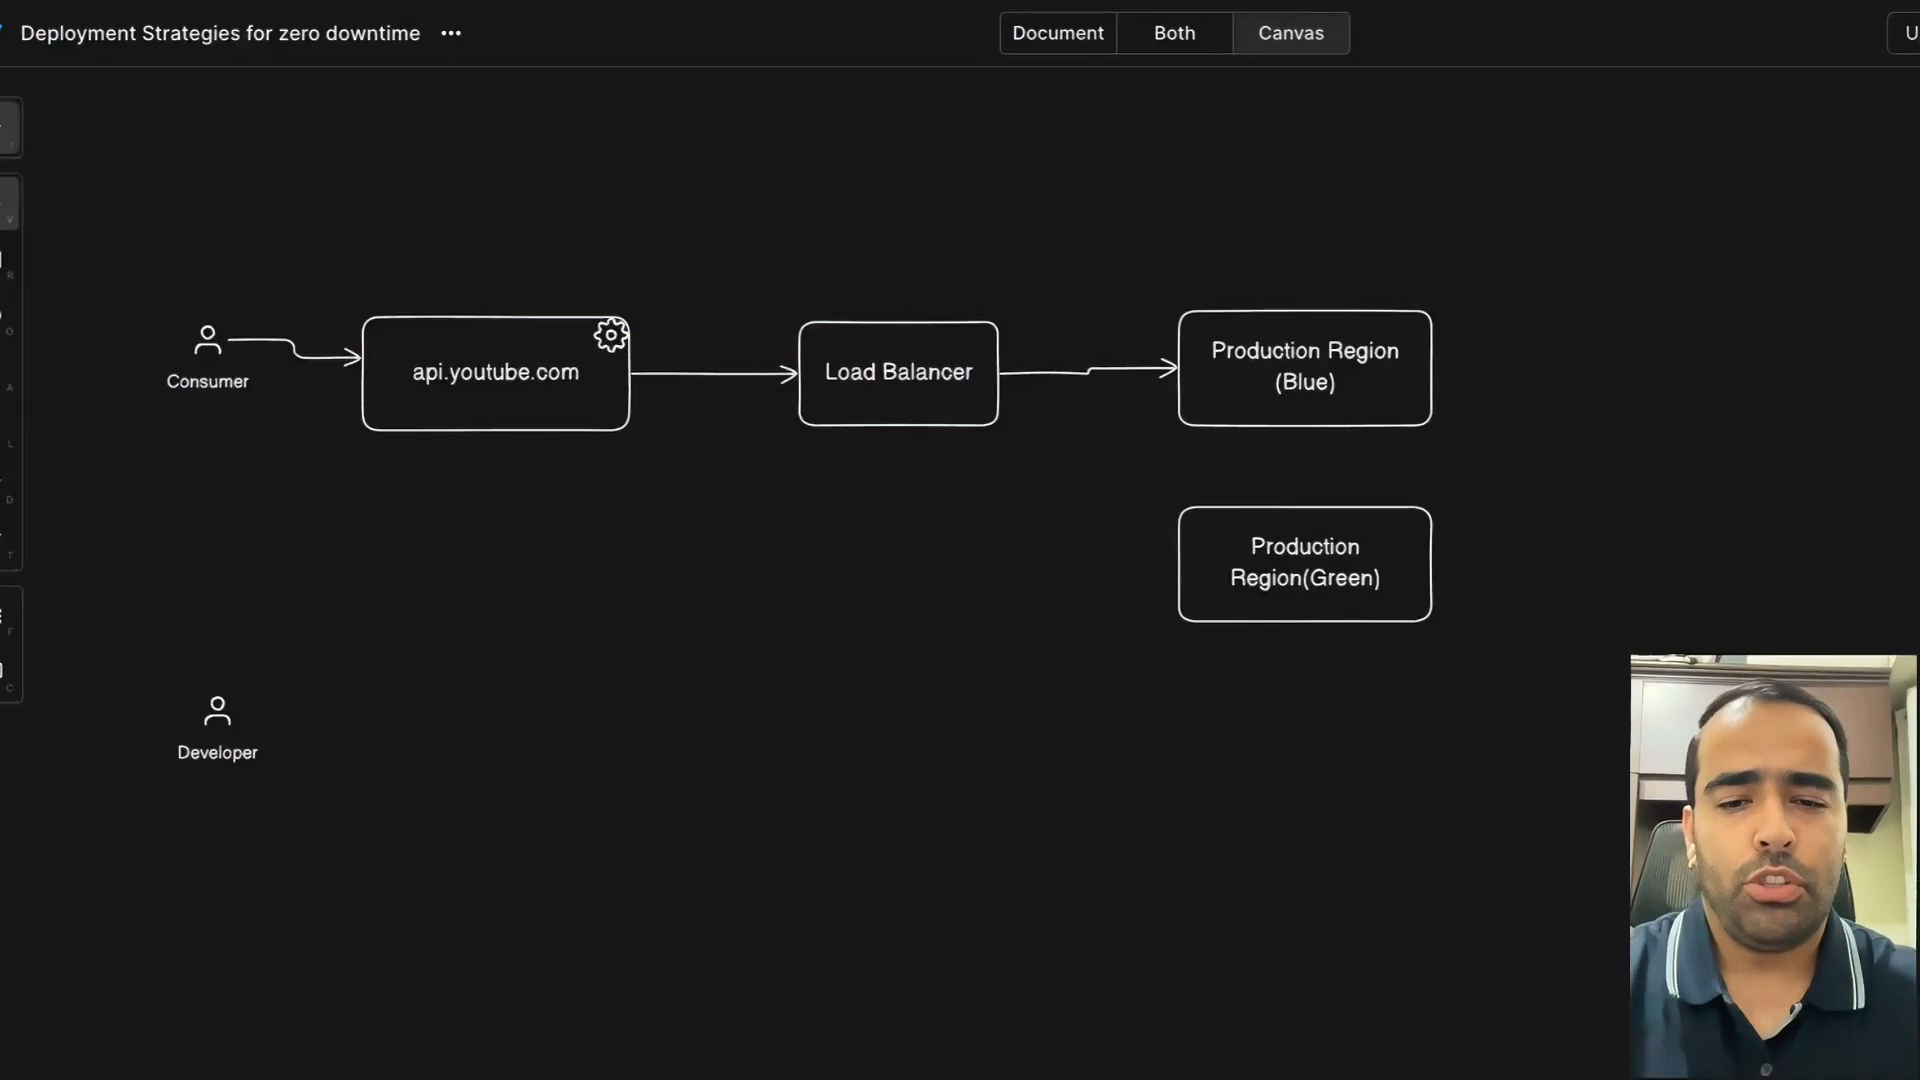 Deployment Strategies for zero downtime
Document
Both
Canvas
U
V
R
O
A
L
D
T
F
C
Consumer
api.youtube.com
Load Balancer
Production Region
(Blue)
Production
Region(Green)
Developer